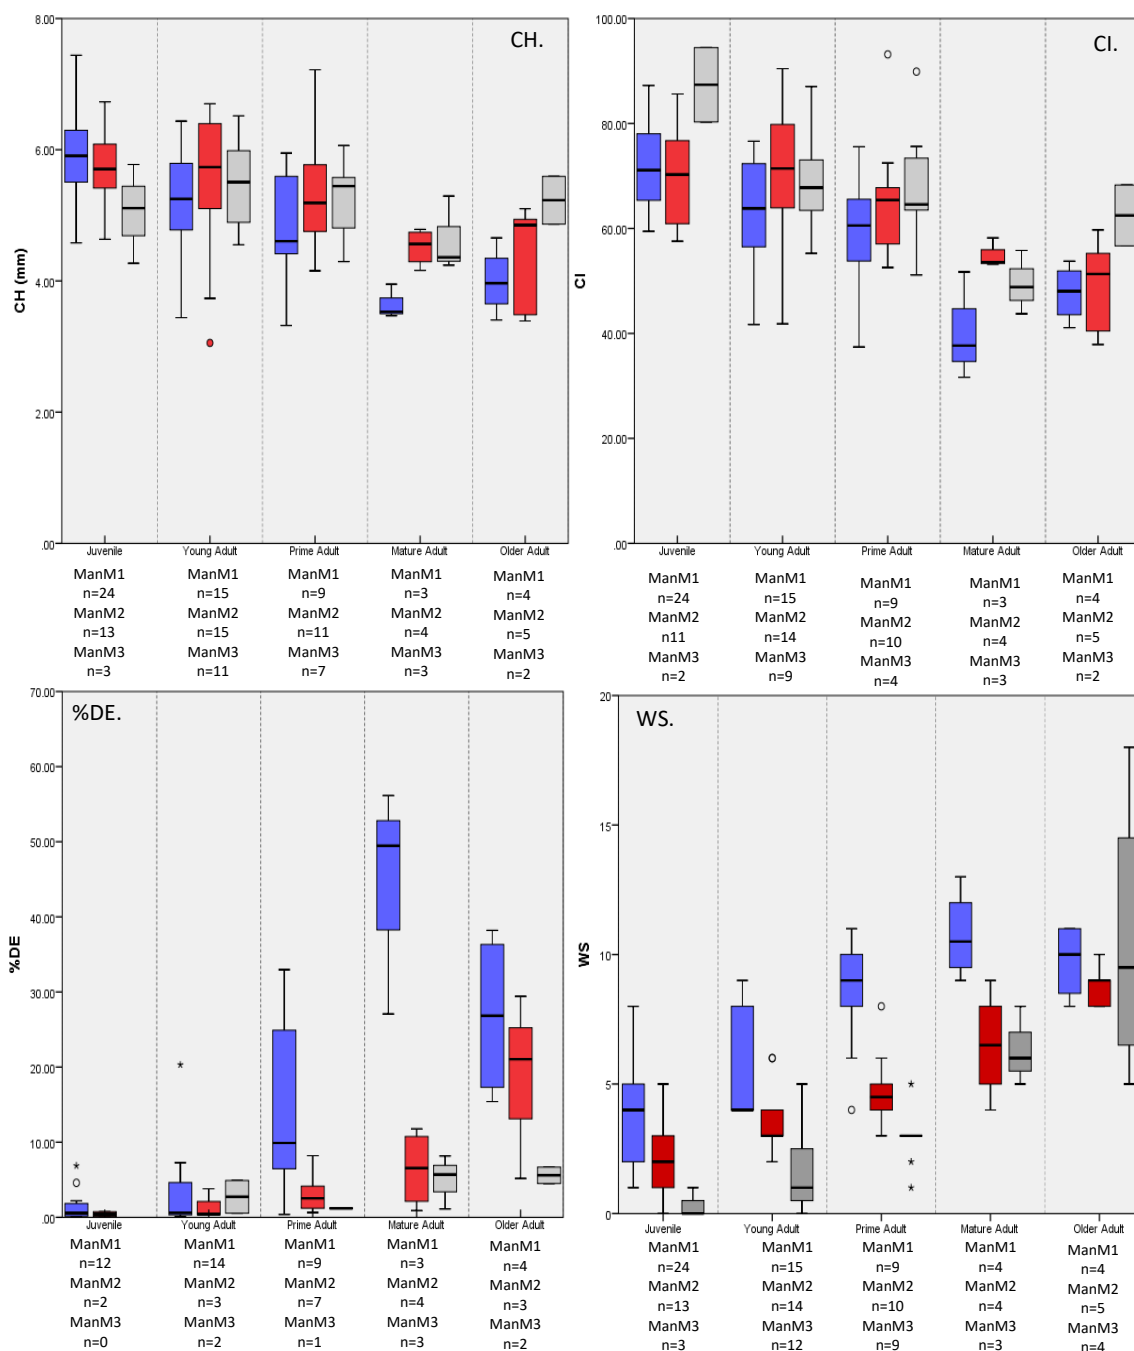 CH.
8.00
6.00
4.00
2.00
.00
CH (mm)
Juvenile Young Adult Prime Adult Mature Adult Older Adult
ManM1 ManM1 ManM1 ManM1 ManM1
n=24 n=15 n=9 n=3 n=4
ManM2 ManM2 ManM2 ManM2 ManM2
n=13 n=15 n=11 n=4 n=5
ManM3 ManM3 ManM3 ManM3 ManM3
n=3 n=11 n=7 n=3 n=2
CI.
100.00
80.00
60.00
40.00
20.00
.00
CI
Juvenile Young Adult Prime Adult Mature Adult Older Adult
ManM1 ManM1 ManM1 ManM1 ManM1
n=24 n=15 n=9 n=3 n=4
ManM2 ManM2 ManM2 ManM2 ManM2
n=11 n=14 n=10 n=4 n=5
ManM3 ManM3 ManM3 ManM3 ManM3
n=2 n=9 n=4 n=3 n=2
%DE.
70.00
60.00
50.00
40.00
30.00
20.00
10.00
.00
%DE
Juvenile Young Adult Prime Adult Mature Adult Older Adult
ManM1 ManM1 ManM1 ManM1 ManM1
n=12 n=14 n=9 n=3 n=4
ManM2 ManM2 ManM2 ManM2 ManM2
n=2 n=3 n=7 n=4 n=3
ManM3 ManM3 ManM3 ManM3 ManM3
n=0 n=2 n=1 n=3 n=2
WS.
20
15
10
5
0
WS
Juvenile Young Adult Prime Adult Mature Adult Older Adult
ManM1 ManM1 ManM1 ManM1 ManM1
n=24 n=15 n=9 n=4 n=4
ManM2 ManM2 ManM2 ManM2 ManM2
n=13 n=14 n=10 n=4 n=5
ManM3 ManM3 ManM3 ManM3 ManM3
n=3 n=12 n=9 n=3 n=4